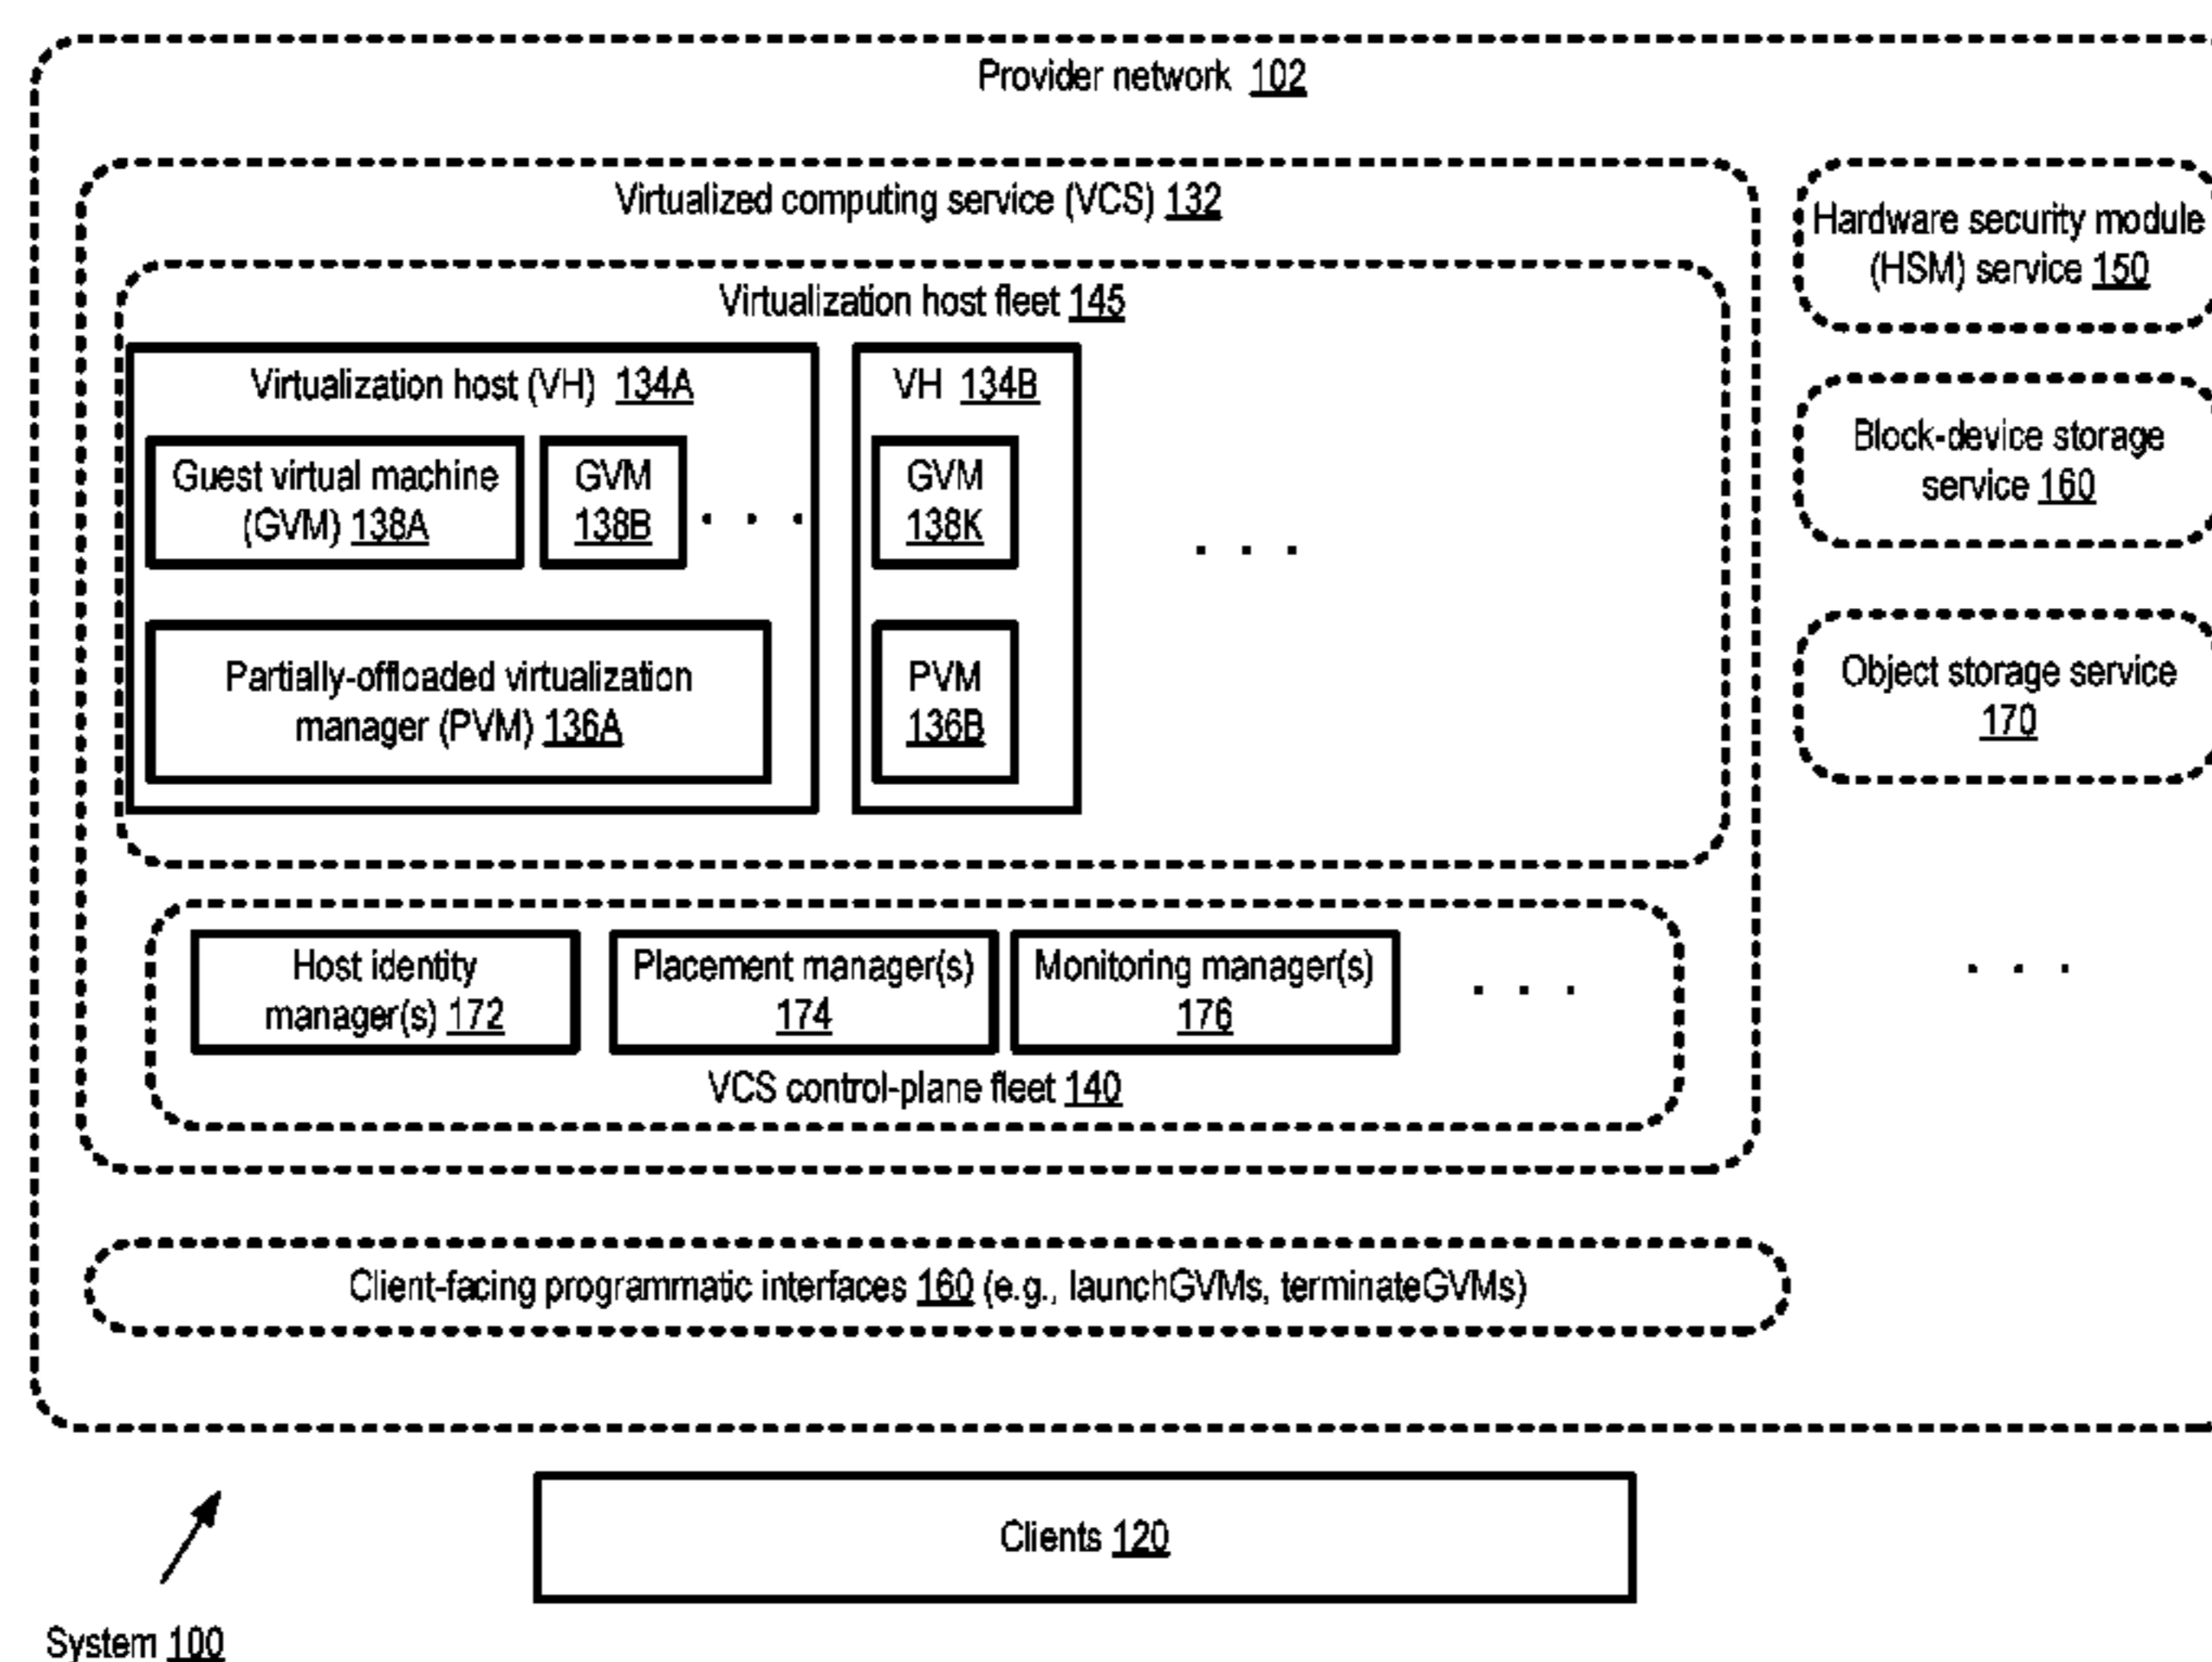 Provider network 102
Virtualized computing service (VCS) 132
Virtualization host fleet 145
Virtualization host (VH) 134A
Guest virtual machine
(GVM) 138A
GVM
138B
. . .
Partially-offloaded virtualization
manager (PVM) 136A
VH 134B
GVM
138K
PVM
136B
. . .
Host identity
manager(s) 172
Placement manager(s)
174
Monitoring manager(s)
176
. . .
VCS control-plane fleet 140
Hardware security module
(HSM) service 150
Block-device storage
service 160
Object storage service
170
. . .
Client-facing programmatic interfaces 160 (e.g., launchGVMs, terminateGVMs)
Clients 120
System 100